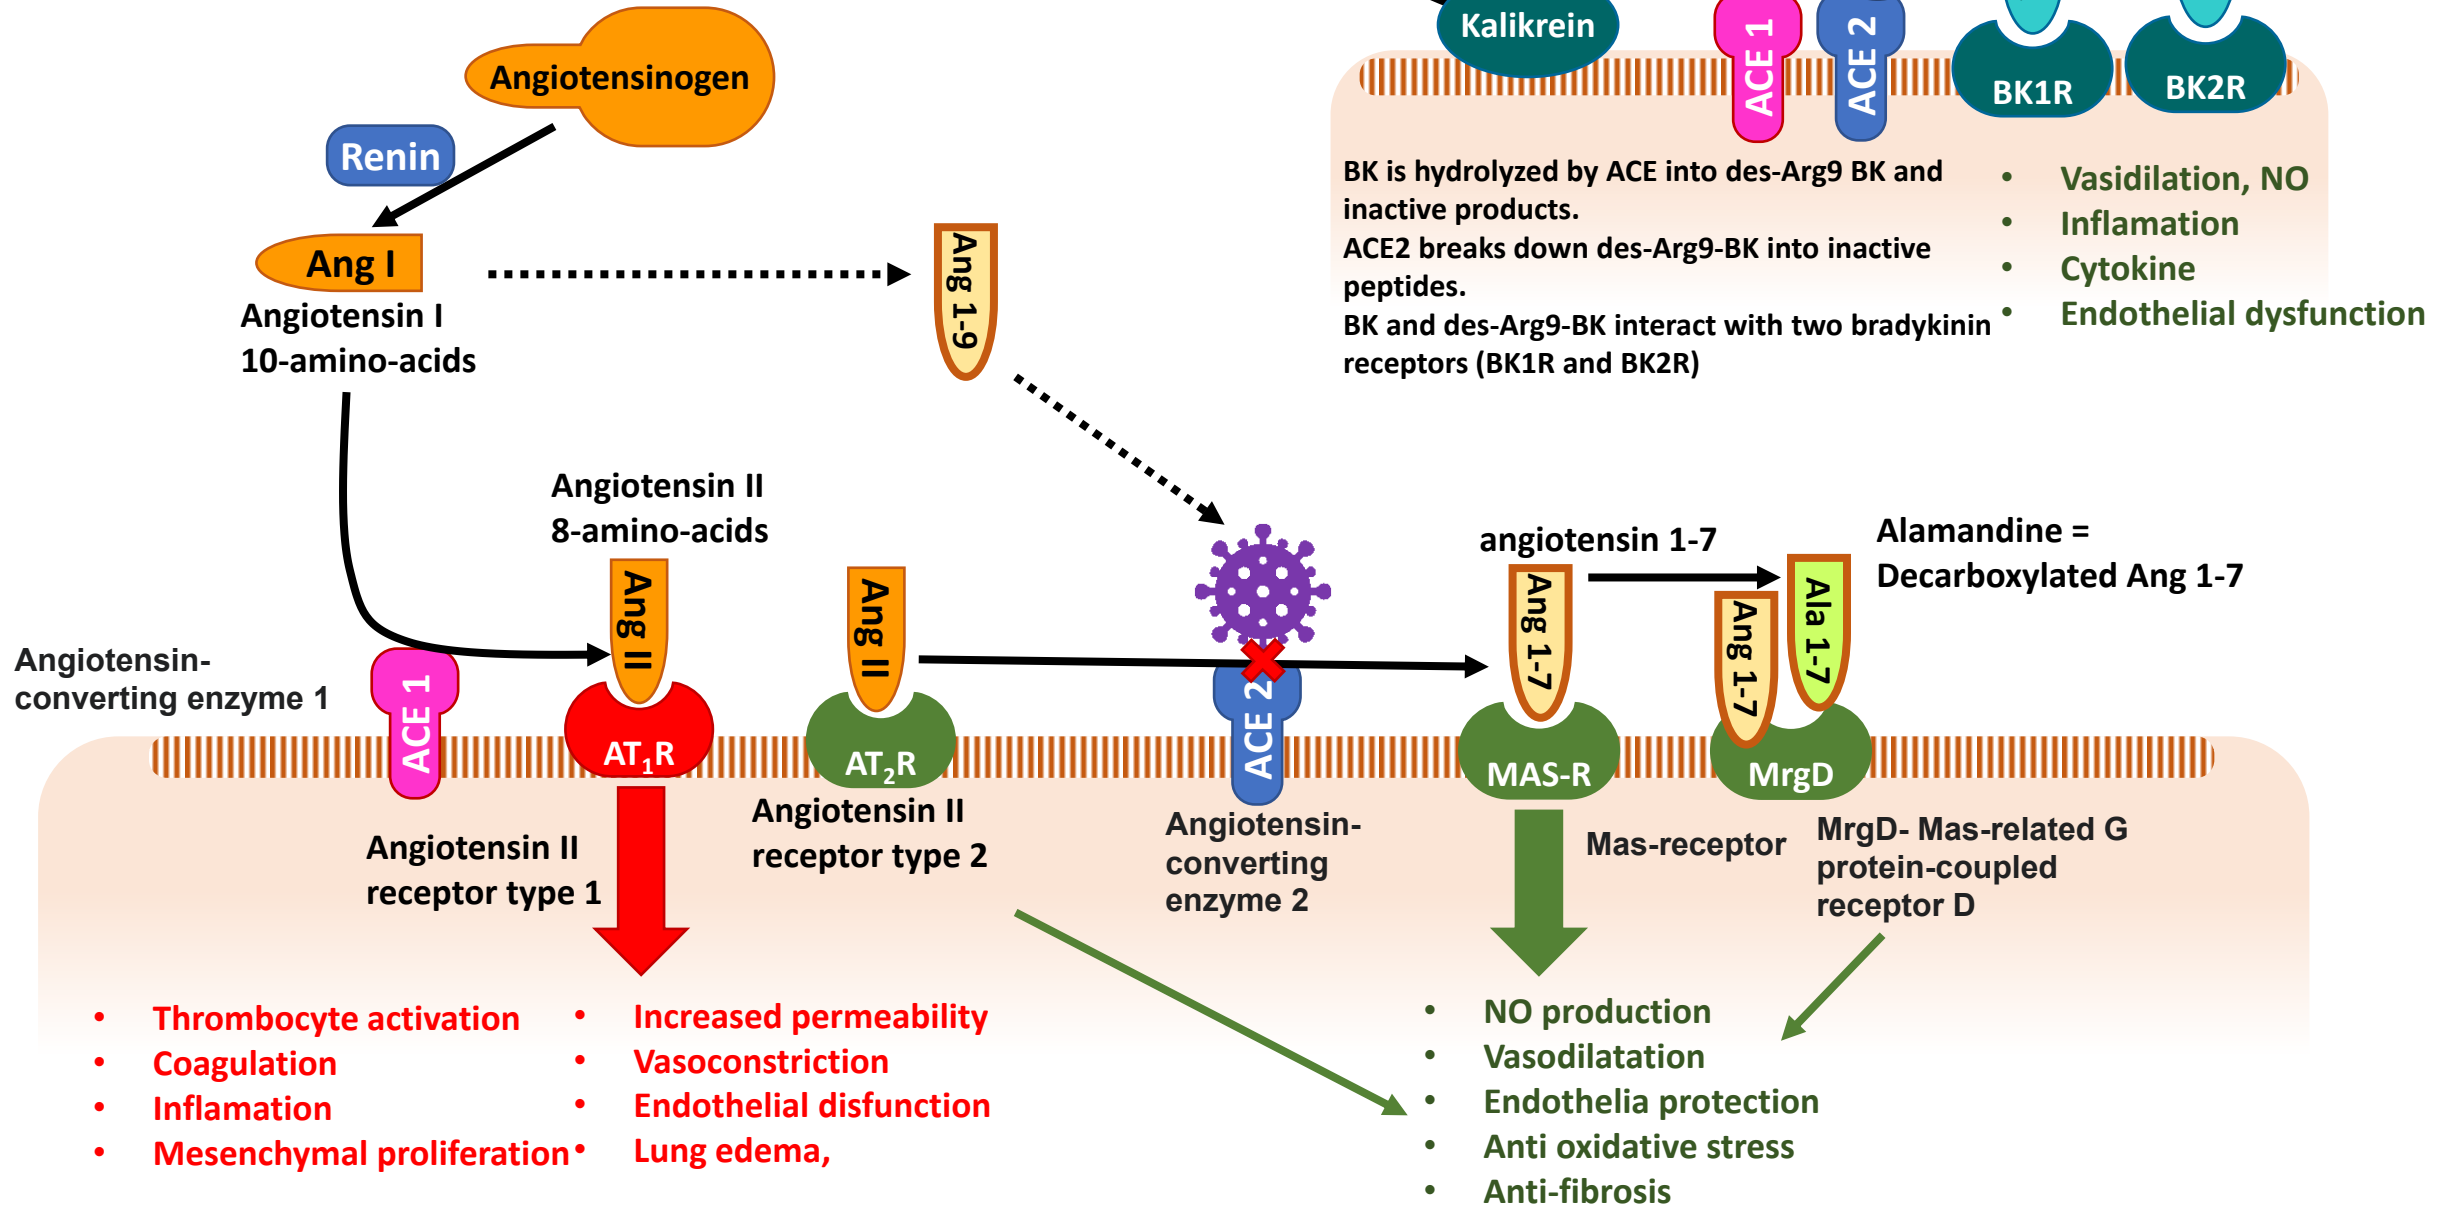 Kalikrein
ACE 1
ACE 2
BK1R
BK2R
Angiotensinogen
Renin
BK is hydrolyzed by ACE into des-Arg9 BK and
inactive products.
ACE2 breaks down des-Arg9-BK into inactive
peptides.
BK and des-Arg9-BK interact with two bradykinin
receptors (BK1R and BK2R)
• Vasidilation, NO
• Inflamation
• Cytokine
• Endothelial dysfunction
Ang I
Angiotensin I
10-amino-acids
Ang 1-9
Angiotensin II
8-amino-acids
Ang II
Ang II
angiotensin 1-7
Alamandine =
Decarboxylated Ang 1-7
Ang 1-7
Ang 1-7
Ala 1-7
Angiotensin-
converting enzyme 1
ACE 1
AT1R
AT2R
ACE 2
MAS-R
MrgD
Angiotensin II
receptor type 1
Angiotensin II
receptor type 2
Angiotensin-
converting
enzyme 2
Mas-receptor
MrgD- Mas-related G
protein-coupled
receptor D
• Thrombocyte activation
• Coagulation
• Inflamation
• Mesenchymal proliferation
• Increased permeability
• Vasoconstriction
• Endothelial disfunction
• Lung edema,
• NO production
• Vasodilatation
• Endothelia protection
• Anti oxidative stress
• Anti-fibrosis